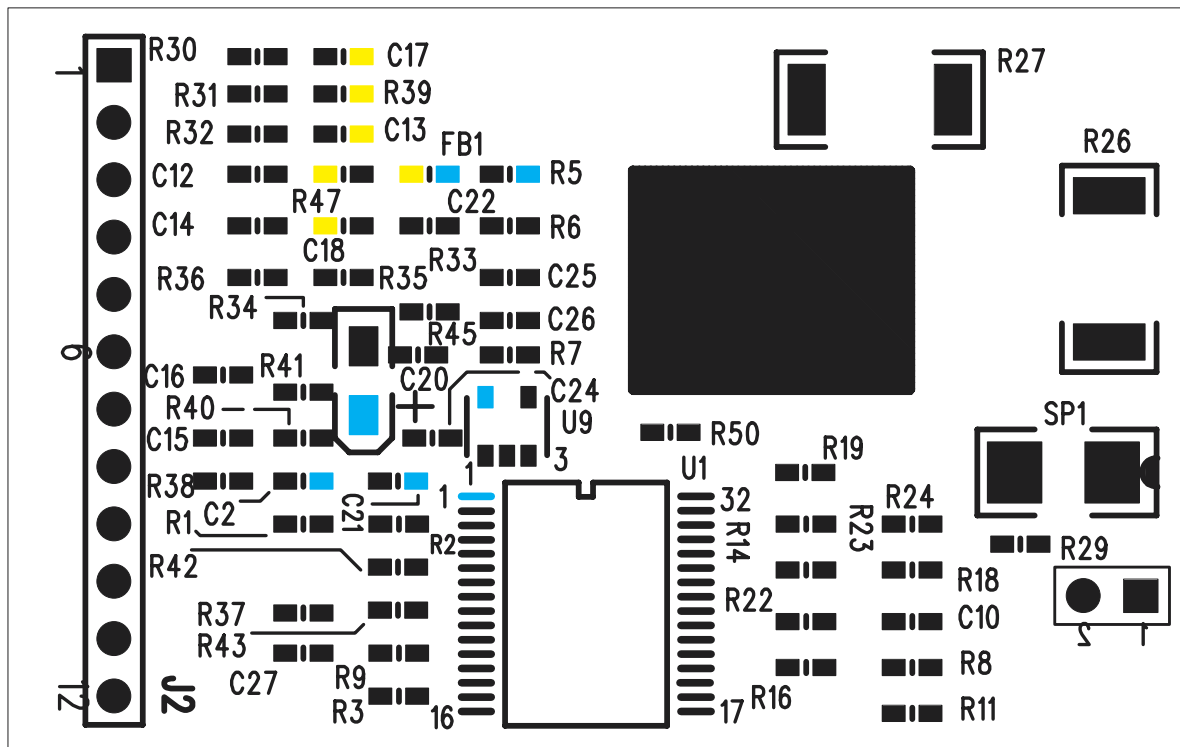 R30
C17
R27
1
R31
R39
R32
C13
FB1
R26
C12
R5
R47
C22
C14
R6
C18
R33
R36
R35
C25
R34
C26
R45
6
R7
C16
R41
C20
C24
R40
+
U9
SP1
C15
R50
1
3
U1
R19
R38
1
32
R24
C2
C21
R1
R2
R14
R23
R29
R42
R18
R22
2
1
R37
C10
R43
C27
R9
R8
R16
R3
16
17
R11
12
J2